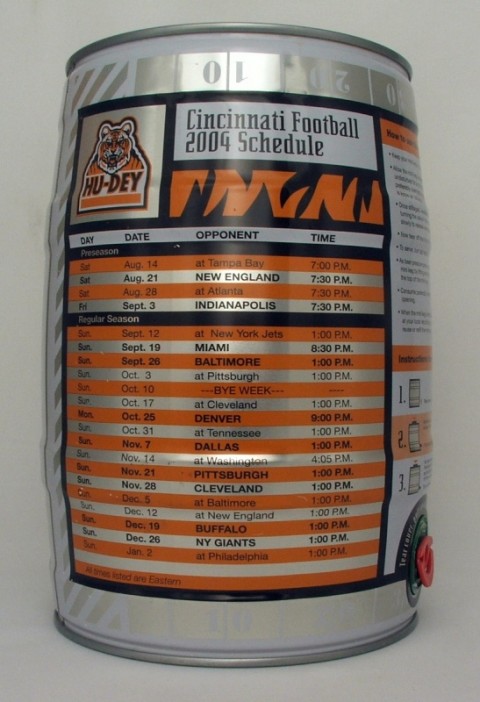 10 20
HU-DEY
Cincinnati Football
2004 Schedule
DAY DATE OPPONENT TIME
Preseason
Sat Aug. 14 at Tampa Bay 7:00 P.M.
Sat Aug. 21 NEW ENGLAND 7:30 P.M.
Sat Aug. 28 at Atlanta 7:30 P.M.
Fri Sept. 3 INDIANAPOLIS 7:30 P.M.
Regular Season
Sun. Sept. 12 at New York Jets 1:00 P.M.
Sun. Sept. 19 MIAMI 8:30 P.M.
Sun. Sept. 26 BALTIMORE 1:00 P.M.
Sun. Oct. 3 at Pittsburgh 1:00 P.M.
Sun. Oct. 10 ---BYE WEEK--- -----
Sun. Oct. 17 at Cleveland 1:00 P.M.
Mon. Oct. 25 DENVER 9:00 P.M.
Sun. Oct. 31 at Tennessee 1:00 P.M.
Sun. Nov. 7 DALLAS 1:00 P.M.
Sun. Nov. 14 at Washington 4:05 P.M.
Sun. Nov. 21 PITTSBURGH 1:00 P.M.
Sun. Nov. 28 CLEVELAND 1:00 P.M.
Sun. Dec. 5 at Baltimore 1:00 P.M.
Sun. Dec. 12 at New England 1:00 P.M.
Sun. Dec. 19 BUFFALO 1:00 P.M.
Sun. Dec. 26 NY GIANTS 1:00 P.M.
Sun. Jan. 2 at Philadelphia 1:00 P.M.
All times listed are Eastern
How to
1.
2.
3.
10